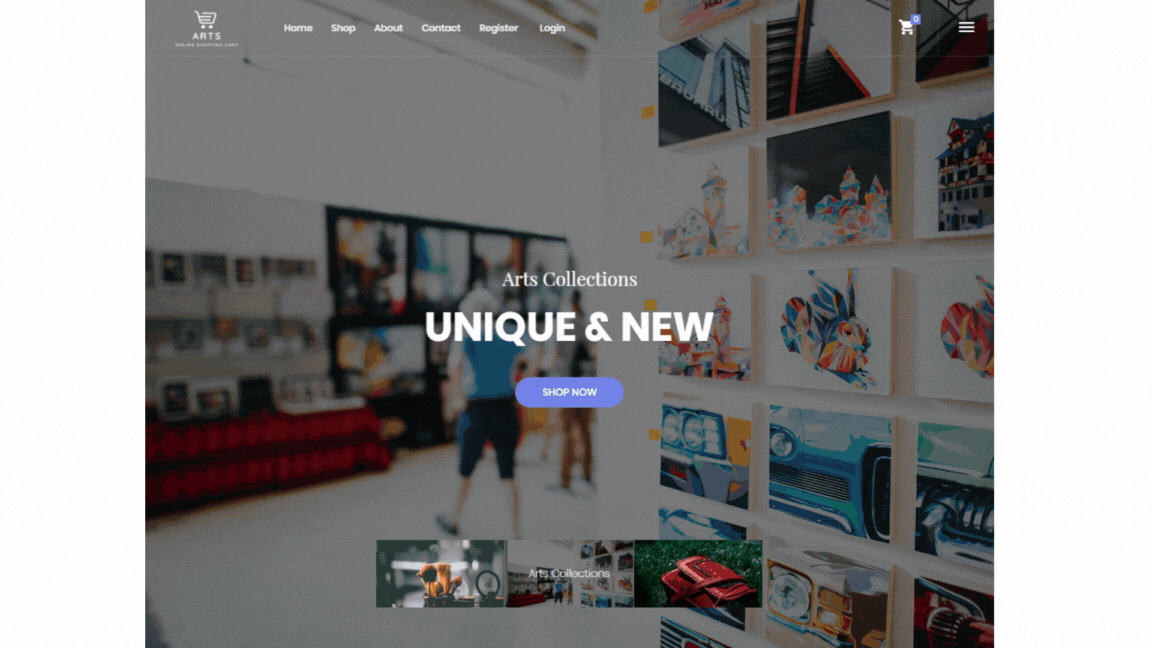 ARTS
ONLINE SHOPPING CART
Home Shop About Contact Register Login
0
Arts Collections
UNIQUE & NEW
SHOP NOW
Arts Collections